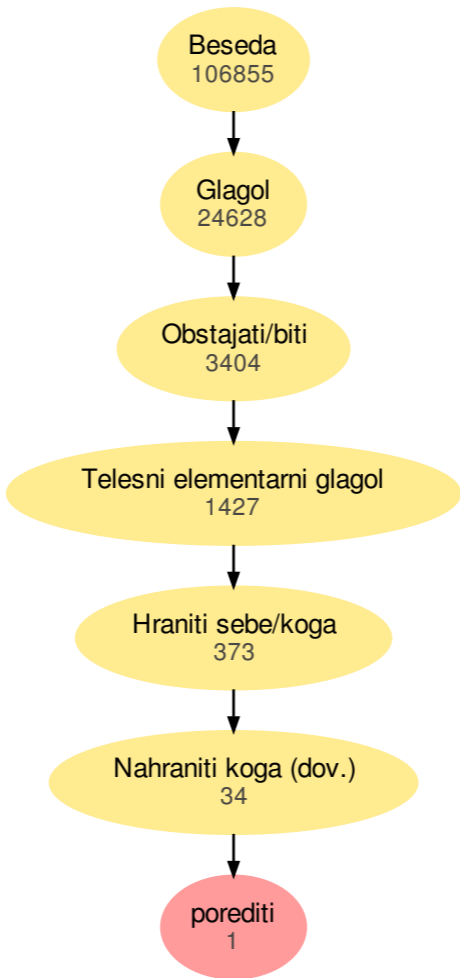 Beseda
106855
Glagol
24628
Obstajati/biti
3404
Telesni elementarni glagol
1427
Hraniti sebe/koga
373
Nahraniti koga (dov.)
34
porediti
1